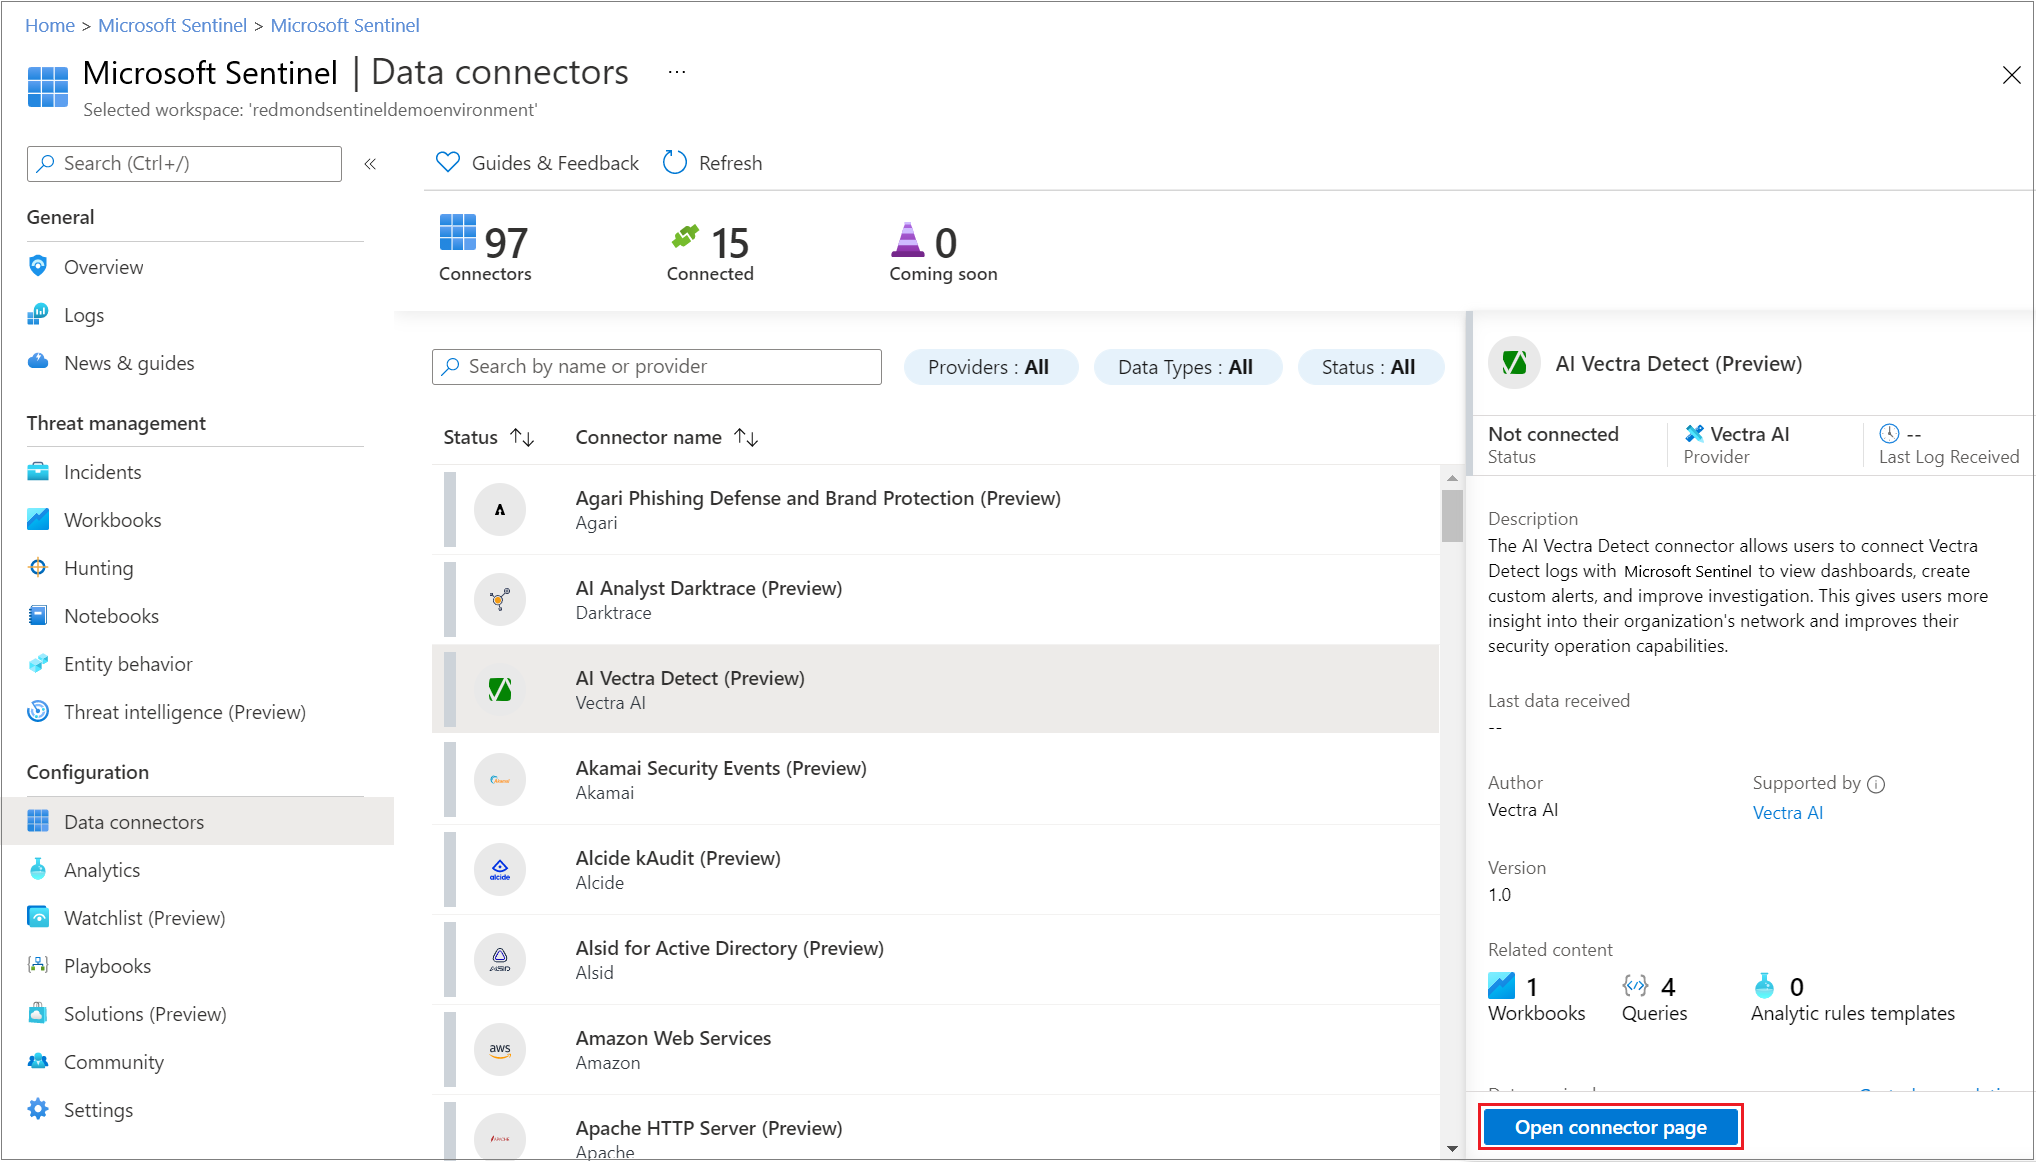 Home > Microsoft Sentinel > Microsoft Sentinel
Microsoft Sentinel | Data connectors ...
Selected workspace: 'redmondsentineldemoenvironment'
Search (Ctrl+/)
«
Guides & Feedback
Refresh
General
Overview
Logs
News & guides
Threat management
Incidents
Workbooks
Hunting
Notebooks
Entity behavior
Threat intelligence (Preview)
Configuration
Data connectors
Analytics
Watchlist (Preview)
Playbooks
Solutions (Preview)
Community
Settings
97
Connectors
15
Connected
0
Coming soon
Search by name or provider
Providers : All
Data Types : All
Status : All
Status ↑↓
Connector name ↑↓
Agari Phishing Defense and Brand Protection (Preview)
Agari
AI Analyst Darktrace (Preview)
Darktrace
AI Vectra Detect (Preview)
Vectra AI
Akamai Security Events (Preview)
Akamai
alcide
Alcide kAudit (Preview)
Alcide
ALSID
Alsid for Active Directory (Preview)
Alsid
aws
Amazon Web Services
Amazon
Apache HTTP Server (Preview)
Apache
AI Vectra Detect (Preview)
Not connected
Status
Vectra AI
Provider
--
Last Log Received
Description
The AI Vectra Detect connector allows users to connect Vectra
Detect logs with Microsoft Sentinel to view dashboards, create
custom alerts, and improve investigation. This gives users more
insight into their organization's network and improves their
security operation capabilities.
Last data received
--
Author
Vectra AI
Supported by
Vectra AI
Version
1.0
Related content
1
Workbooks
4
Queries
0
Analytic rules templates
Open connector page